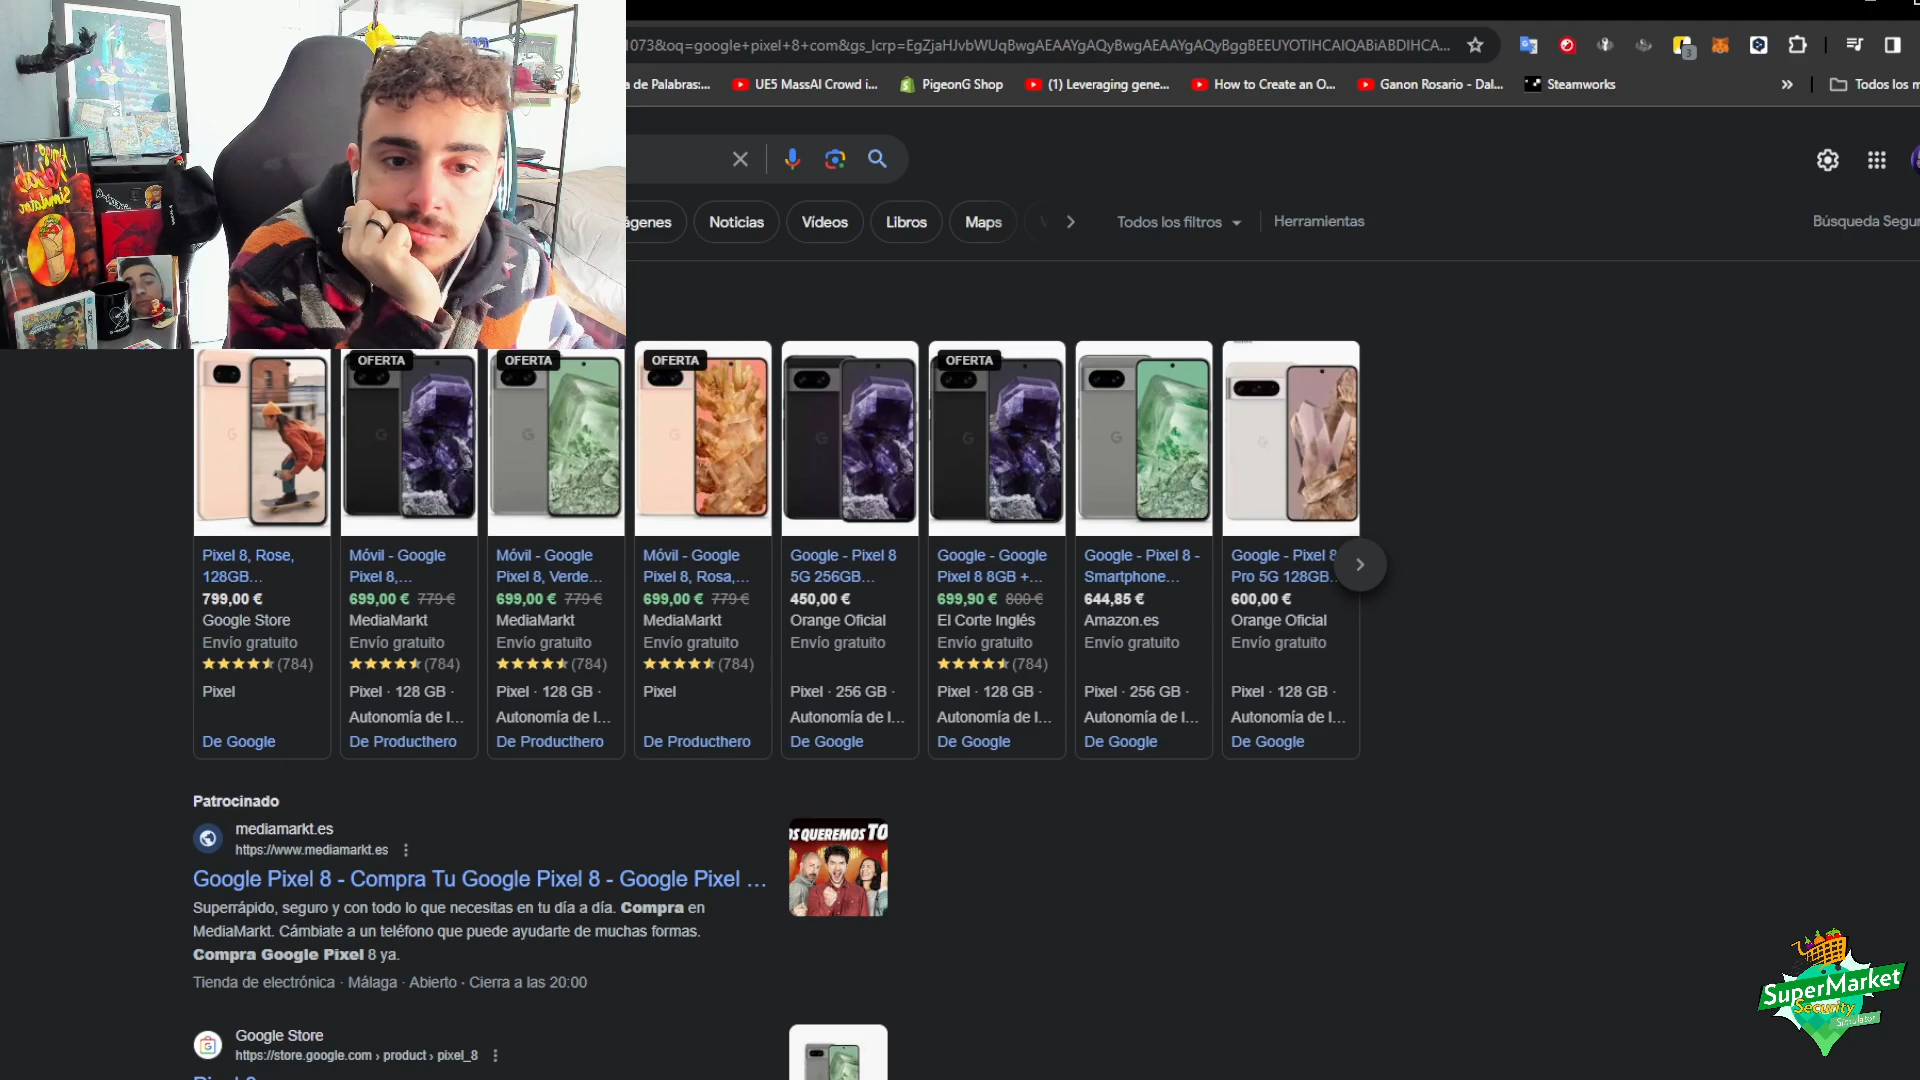 1073&oq=google+pixel+8+com&gs_lcrp=EgZjaHJvbWUqBwgAEAAYgAQyBwgAEAAYgAQyBggBEEUYOTIHCAIQABiABDIHCA...
a de Palabras:...
UE5 MassAI Crowd i...
PigeonG Shop
(1) Leveraging gene...
How to Create an O...
Ganon Rosario - Dal...
Steamworks
»
Todos los m
ágenes
Noticias
Vídeos
Libros
Maps
Todos los filtros
Herramientas
Búsqueda Segur
Simulator
Pixel 8, Rose,
128GB...
799,00 €
Google Store
Envío gratuito
(784)
Pixel
De Google
OFERTA
Móvil - Google
Pixel 8,...
699,00 € 779 €
MediaMarkt
Envío gratuito
(784)
Pixel · 128 GB ·
Autonomía de l...
De Producthero
OFERTA
Móvil - Google
Pixel 8, Verde...
699,00 € 779 €
MediaMarkt
Envío gratuito
(784)
Pixel · 128 GB ·
Autonomía de l...
De Producthero
OFERTA
Móvil - Google
Pixel 8, Rosa,...
699,00 € 779 €
MediaMarkt
Envío gratuito
(784)
Pixel
De Producthero
Google - Pixel 8
5G 256GB...
450,00 €
Orange Oficial
Envío gratuito
Pixel · 256 GB ·
Autonomía de l...
De Google
OFERTA
Google - Google
Pixel 8 8GB +...
699,90 € 800 €
El Corte Inglés
Envío gratuito
(784)
Pixel · 128 GB ·
Autonomía de l...
De Google
Google - Pixel 8 -
Smartphone...
644,85 €
Amazon.es
Envío gratuito
Pixel · 256 GB ·
Autonomía de l...
De Google
Google - Pixel 8
Pro 5G 128GB...
600,00 €
Orange Oficial
Envío gratuito
Pixel · 128 GB ·
Autonomía de l...
De Google
Patrocinado
mediamarkt.es
https://www.mediamarkt.es
Google Pixel 8 - Compra Tu Google Pixel 8 - Google Pixel ...
Superrápido, seguro y con todo lo que necesitas en tu día a día. Compra en
MediaMarkt. Cámbiate a un teléfono que puede ayudarte de muchas formas.
Compra Google Pixel 8 ya.
Tienda de electrónica · Málaga · Abierto · Cierra a las 20:00
OS QUEREMOS TO
Google Store
https://store.google.com › product › pixel_8
Pixel 8
SuperMarket
Security
Simulator